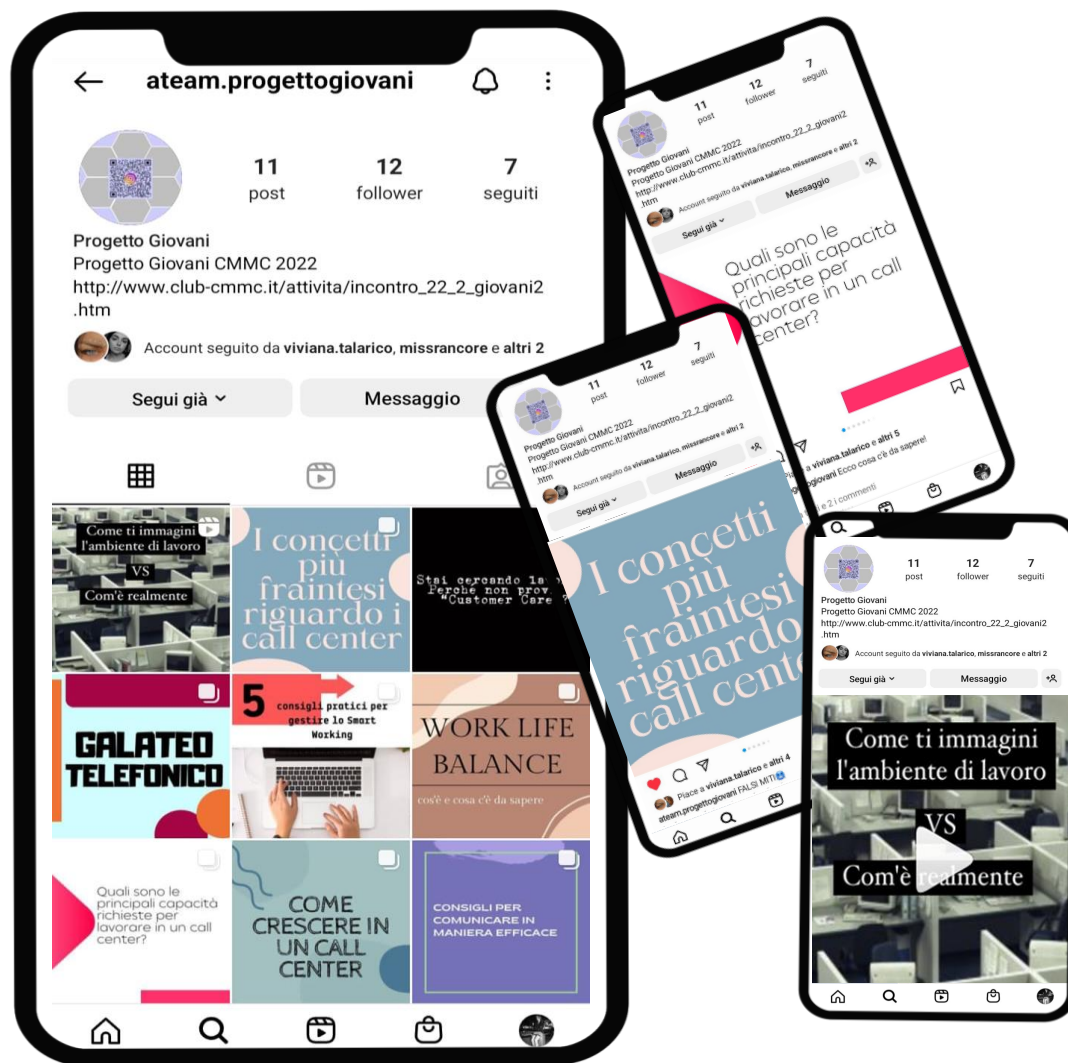 ateam.progettogiovani
11 12 7
post follower seguiti
Progetto Giovani
Progetto Giovani CMMC 2022
http://www.club-cmmc.it/attivita/incontro_22_2_giovani2
.htm
Account seguito da viviana.talarico, missrancore e altri 2
Segui già Messaggio
Come ti immagini
l'ambiente di lavoro
VS
Com'è realmente
I concetti
più
fraintesi
riguardo i
call center
Stai cercando
Perche non
"Customer Care
GALATEO
TELEFONICO
5 consigli pratici per
gestire lo Smart
Working
WORK LIFE
BALANCE
cos'è e cosa c'è da sapere
Quali sono le
principali capacità
richieste per
lavorare in un call
center?
COME
CRESCERE IN
UN CALL
CENTER
CONSIGLI PER
COMUNICARE IN
MANIERA EFFICACE
11 12 7
post follower seguiti
Progetto Giovani
Progetto Giovani CMMC 2022
http://www.club-cmmc.it/attivita/incontro_22_2_giovani2
.htm
Account seguito da viviana.talarico, missrancore e altri 2
Segui già Messaggio
Quali sono le
principali capacità
richieste per
lavorare in un call
center?
Piace a viviana.talarico e altri 5
Ecco cosa c'è da sapere!
e 2 i commenti
11 12 7
post follower seguiti
Progetto Giovani
Progetto Giovani CMMC 2022
http://www.club-cmmc.it/attivita/incontro_22_2_giovani2
.htm
Account seguito da viviana.talarico, missrancore e altri 2
Segui già Messaggio
I concetti
più
fraintesi
riguardo
call
Piace a viviana.talarico e altri 4
ateam.progettogiovani FALSI MITI
11 12 7
post follower seguiti
Progetto Giovani
Progetto Giovani CMMC 2022
http://www.club-cmmc.it/attivita/incontro_22_2_giovani2
.htm
Account seguito da viviana.talarico, missrancore e altri 2
Segui già Messaggio
Come ti immagini
l'ambiente di lavoro
VS
Com'è realmente